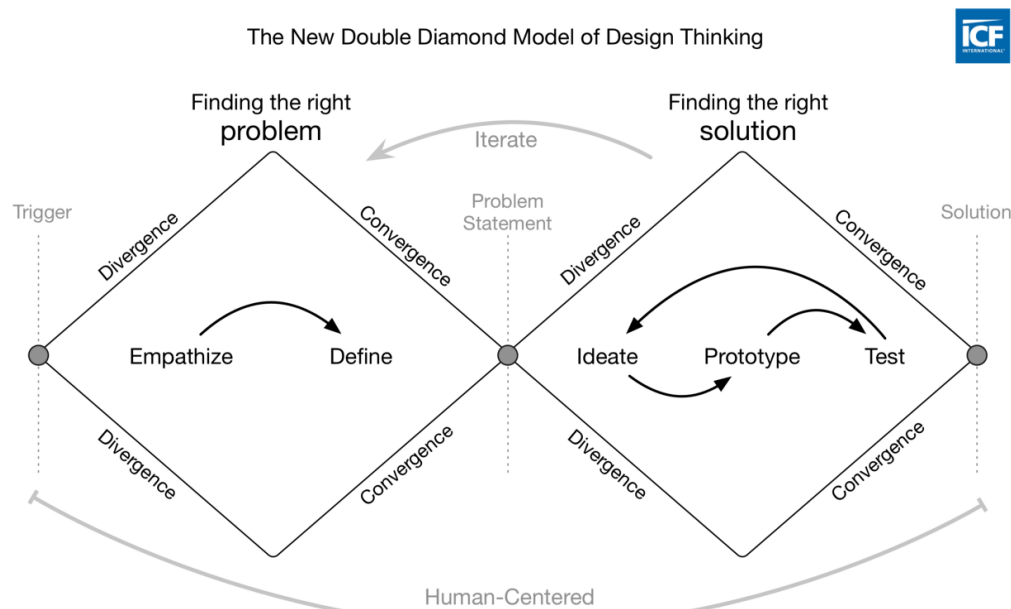 The New Double Diamond Model of Design Thinking
ICF
INTERNATIONAL
Finding the right
problem
Finding the right
solution
Iterate
Trigger
Problem
Statement
Solution
Divergence
Convergence
Divergence
Convergence
Empathize
Define
Ideate
Prototype
Test
Divergence
Convergence
Divergence
Convergence
Human-Centered